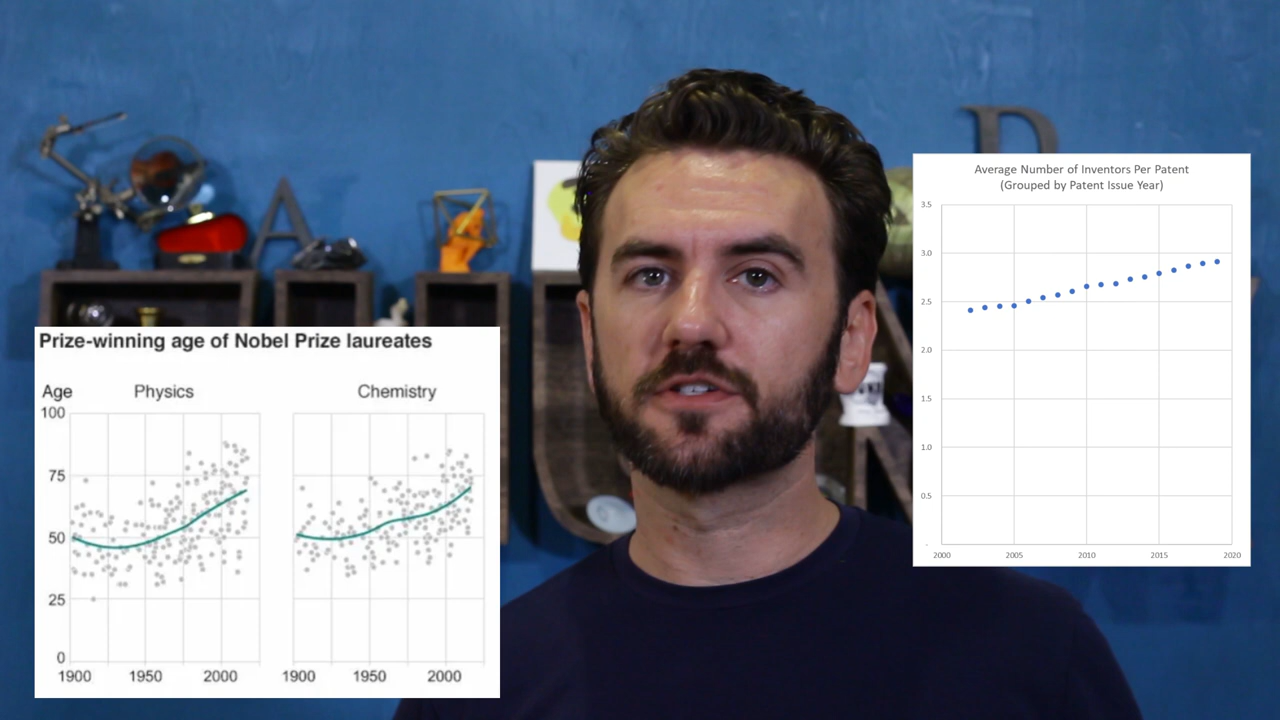 A
D
U
N
Prize-winning age of Nobel Prize laureates
Age
Physics
Chemistry
100
75
50
25
0
1900
1950
2000
1900
1950
2000
Average Number of Inventors Per Patent
(Grouped by Patent Issue Year)
3.5
3.0
2.5
2.0
1.5
1.0
0.5
-
2000
2005
2010
2015
2020